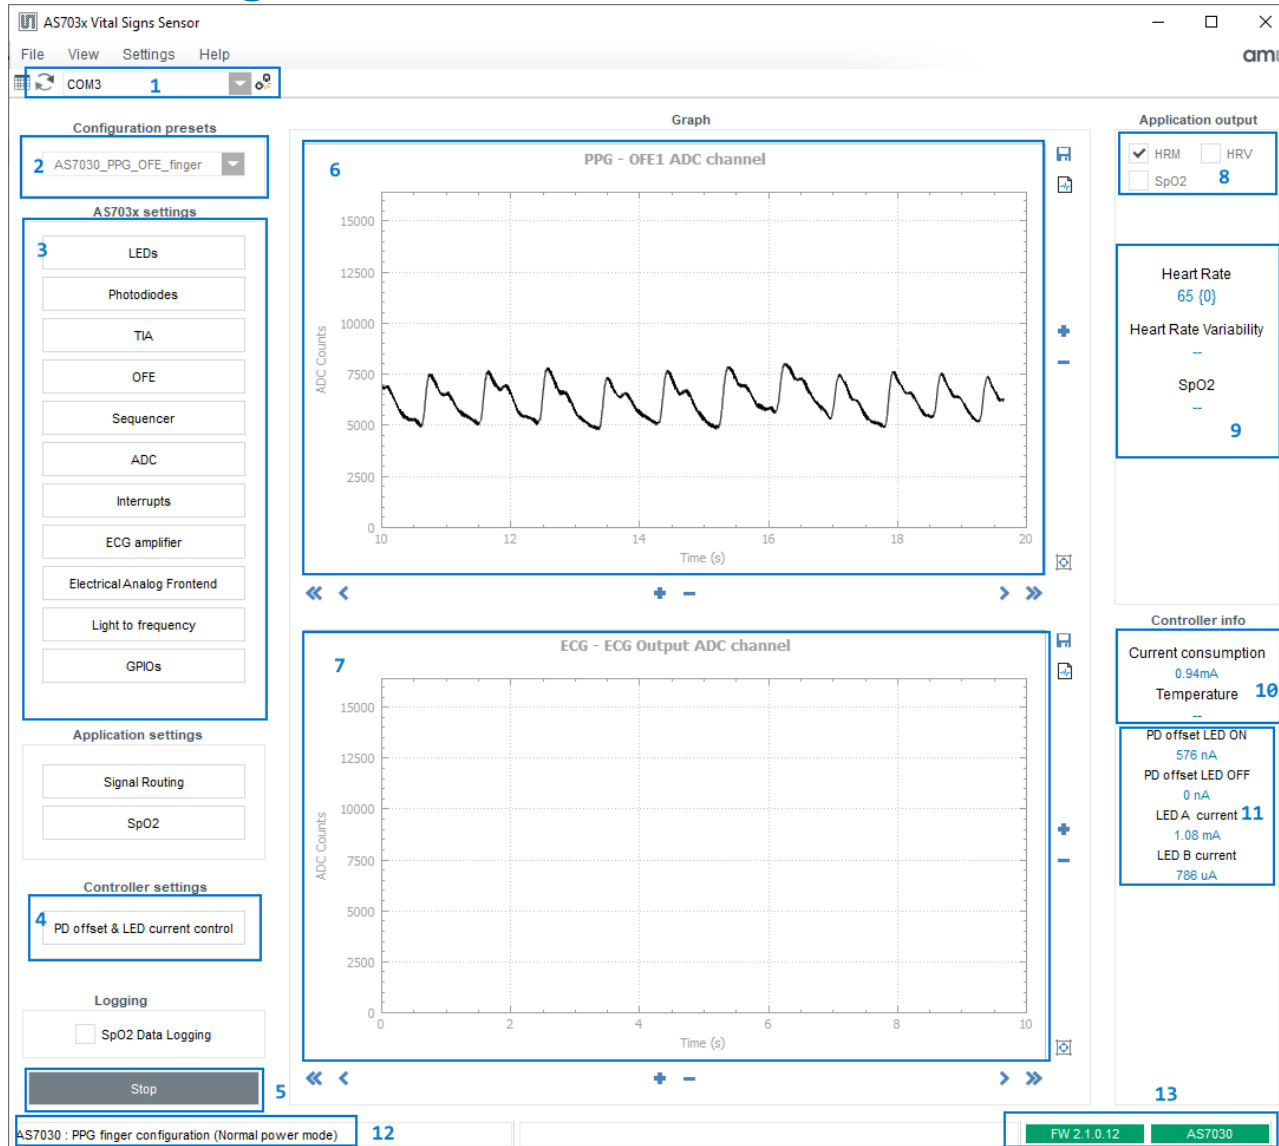 AS703x Vital Signs Sensor
File View Settings Help
COM3 1
Configuration presets
2 AS7030_PPG_OFE_finger
AS703x settings
3
LEDs
Photodiodes
TIA
OFE
Sequencer
ADC
Interrupts
ECG amplifier
Electrical Analog Frontend
Light to frequency
GPIOs
Application settings
Signal Routing
SpO2
Controller settings
4
PD offset & LED current control
Logging
SpO2 Data Logging
Stop
5
Graph
PPG - OFE1 ADC channel
6
15000
12500
10000
7500
5000
2500
0
ADC Counts
10 12 14 16 18 20
Time (s)
ECG - ECG Output ADC channel
7
15000
12500
10000
7500
5000
2500
0
ADC Counts
0 2 4 6 8 10
Time (s)
Application output
HRM HRV
SpO2 8
Heart Rate
65 {0}
Heart Rate Variability
--
SpO2
--
9
Controller info
Current consumption
0.94mA
10
Temperature
--
PD offset LED ON
576 nA
PD offset LED OFF
0 nA
LED A current 11
1.08 mA
LED B current
786 uA
13
AS7030 : PPG finger configuration (Normal power mode) 12
FW 2.1.0.12 AS7030